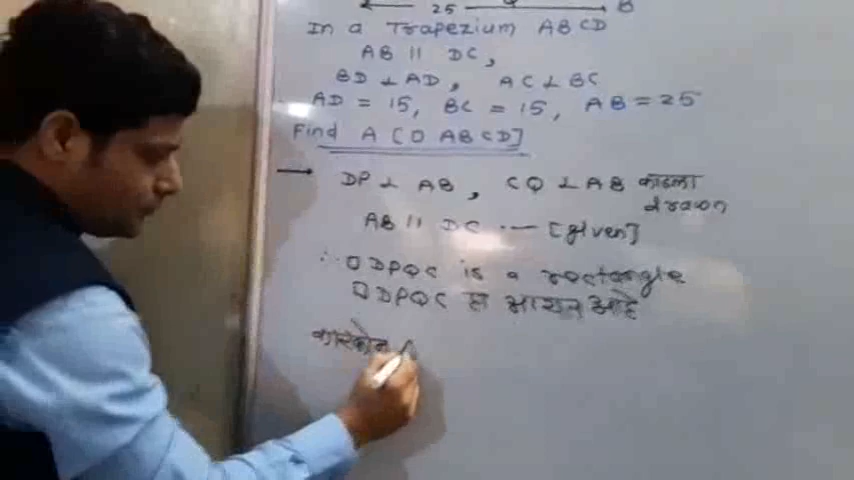 25 B
In a Trapezium ABCD
AB || DC,
BD ⊥ AD, AC ⊥ BC
AD = 15, BC = 15, AB = 25
Find A [□ ABCD]
→ DP ⊥ AB, CQ ⊥ AB काढला
drawn
AB || DC --- [given]
∴ □ DPQC is a rectangle
□ DPQC हा आयत आहे
काटकोन